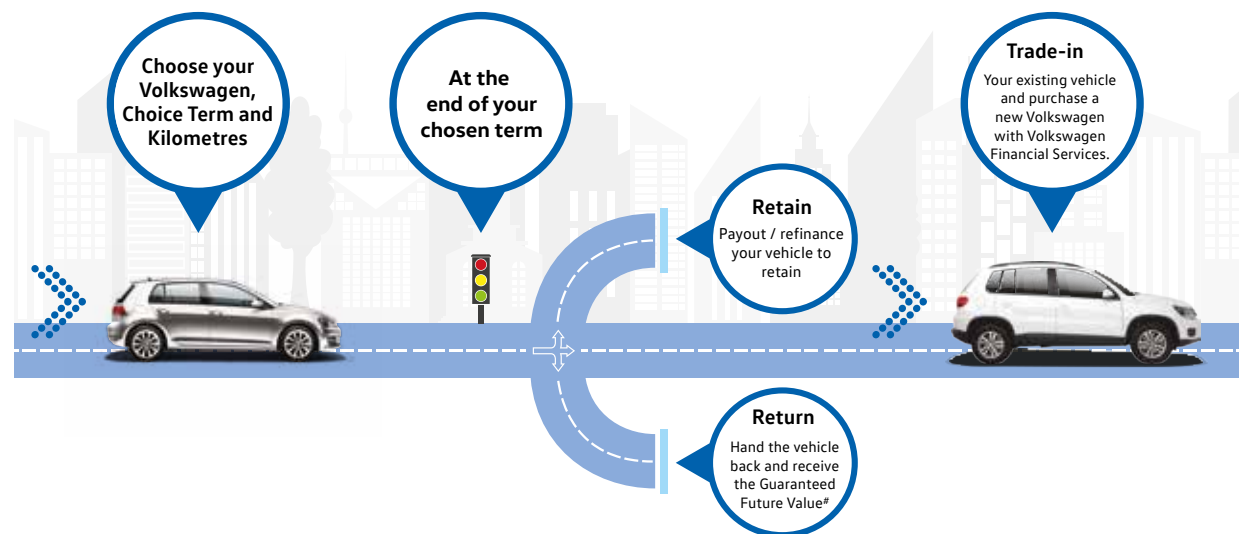 Choose your
Volkswagen,
Choice Term and
Kilometres
At the
end of your
chosen term
Retain
Payout / refinance
your vehicle to
retain
Return
Hand the vehicle
back and receive
the Guaranteed
Future Value#
Trade-in
Your existing vehicle
and purchase a
new Volkswagen
with Volkswagen
Financial Services.